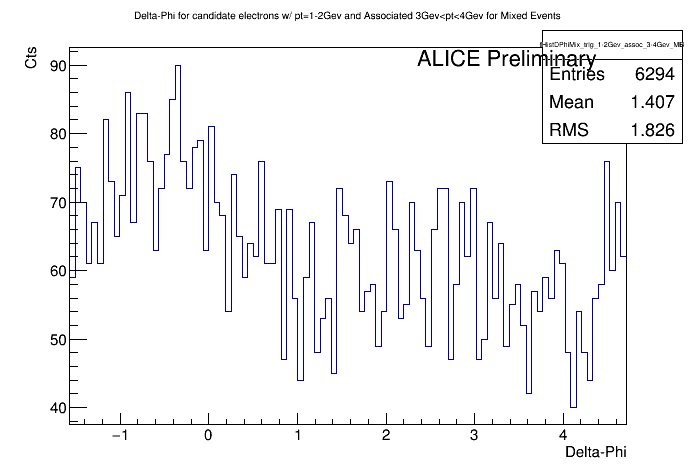 Delta-Phi for candidate electrons w/ pt=1-2Gev and Associated 3Gev<pt<4Gev for Mixed Events
Cts
ALICE Preliminary
HistDPhiMix_trig_1-2Gev_assoc_3-4Gev_MB
Entries 6294
Mean 1.407
RMS 1.826
90
80
70
60
50
40
−1 0 1 2 3 4
Delta-Phi